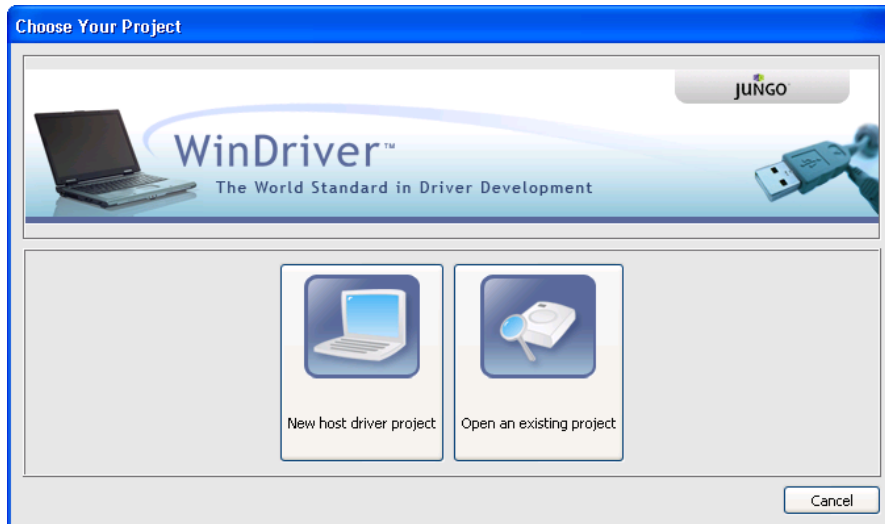 Choose Your Project
JUNGO
WinDriver™
The World Standard in Driver Development
New host driver project
Open an existing project
Cancel